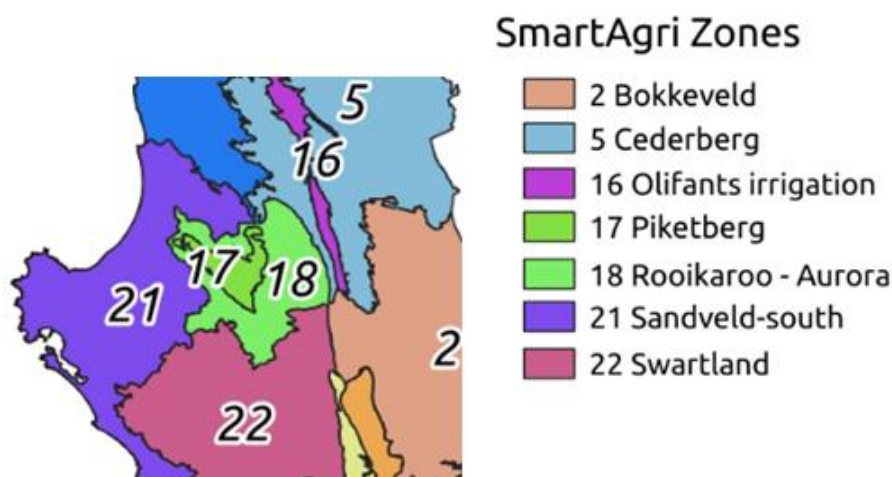 SmartAgri Zones
2 Bokkeveld
5 Cederberg
16 Olifants irrigation
17 Piketberg
18 Rooikaroo - Aurora
21 Sandveld-south
22 Swartland
5
16
17
18
21
2
22